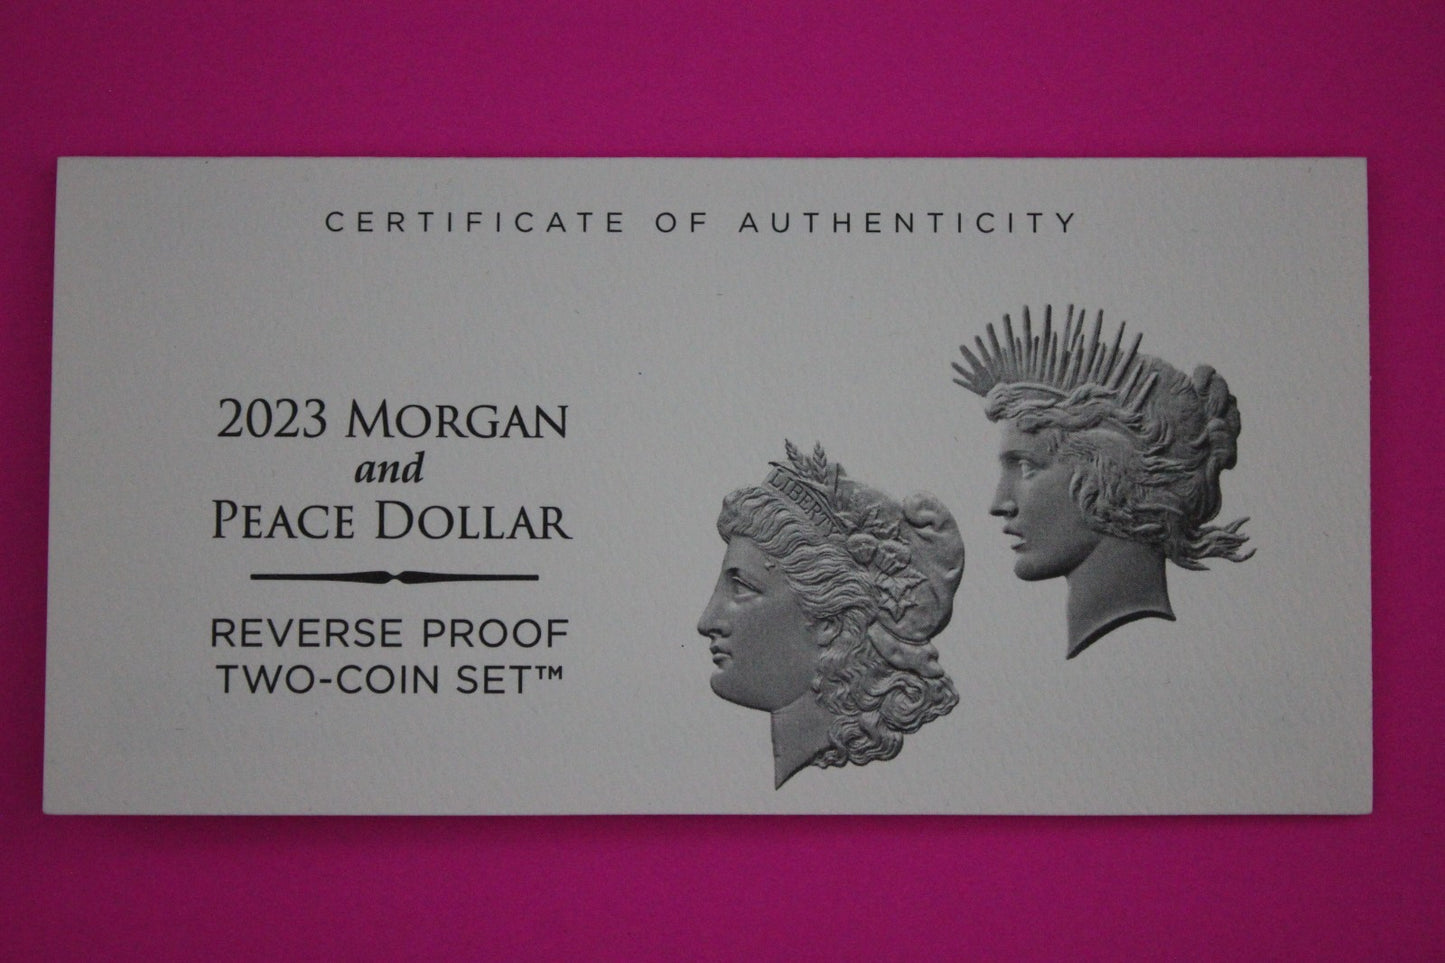 CERTIFICATE OF AUTHENTICITY
2023 MORGAN
and
PEACE DOLLAR
REVERSE PROOF
TWO-COIN SET™
LIBERTY